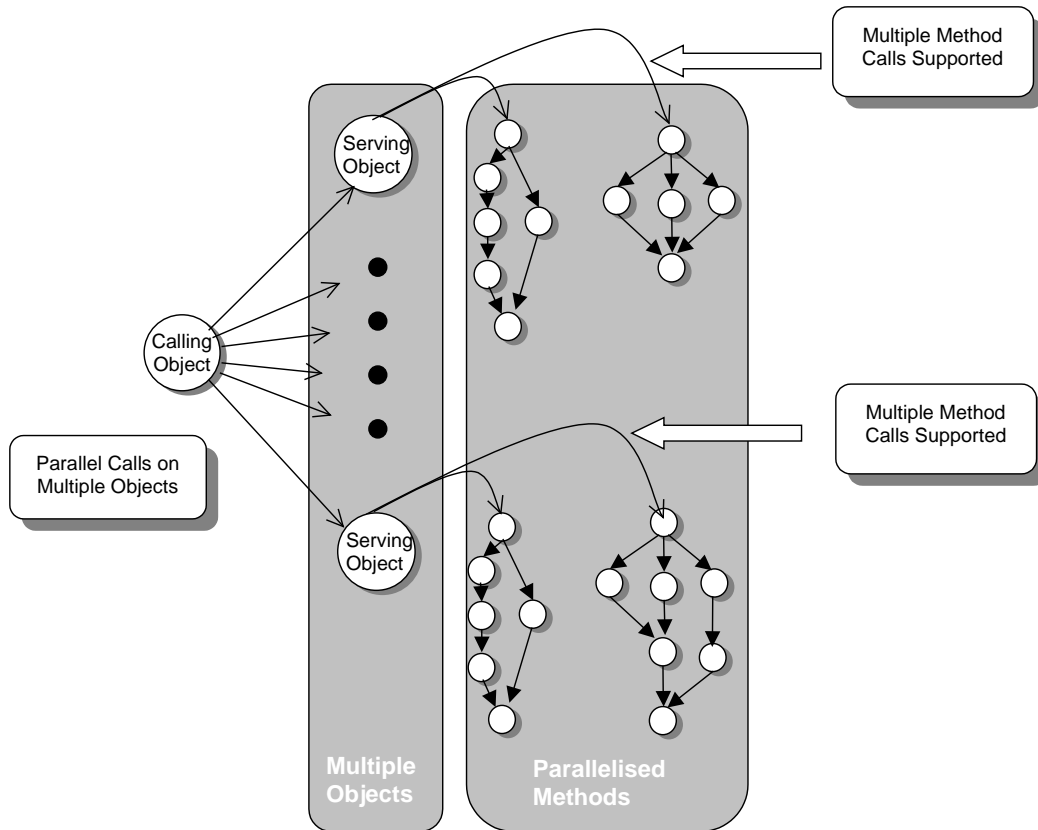 Multiple Method
Calls Supported
Serving
Object
Calling
Object
Multiple Method
Calls Supported
Parallel Calls on
Multiple Objects
Serving
Object
Multiple
Objects
Parallelised
Methods